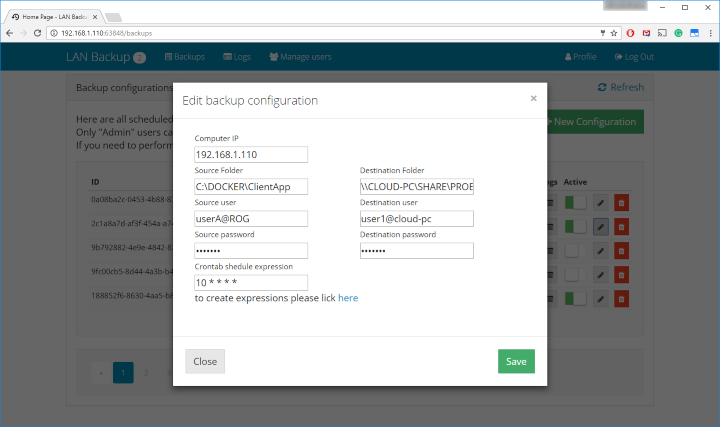 Home Page - LAN Backu
192.168.1.110:63848/backups
LAN Backup 2 Backups Logs Manage users Profile Log Out
Backup configurations Refresh
Here are all scheduled
Only "Admin" users ca
If you need to perform
New Configuration
Edit backup configuration ×
Computer IP
192.168.1.110
Source Folder Destination Folder
C:\DOCKER\ClientApp \\CLOUD-PC\SHARE\PROE
Source user Destination user
userA@ROG user1@cloud-pc
Source password Destination password
••••••• •••••••
Crontab shedule expression
10 * * * *
to create expressions please lick here
Close Save
ID gs Active
0a08ba2c-0453-4b88-8
2c1a8a7d-af3f-454a-a74
9b792882-4e9e-4842-8
9fc00cb5-8d44-4a3b-b4
188852f6-8630-4aa5-b8
« 1 2